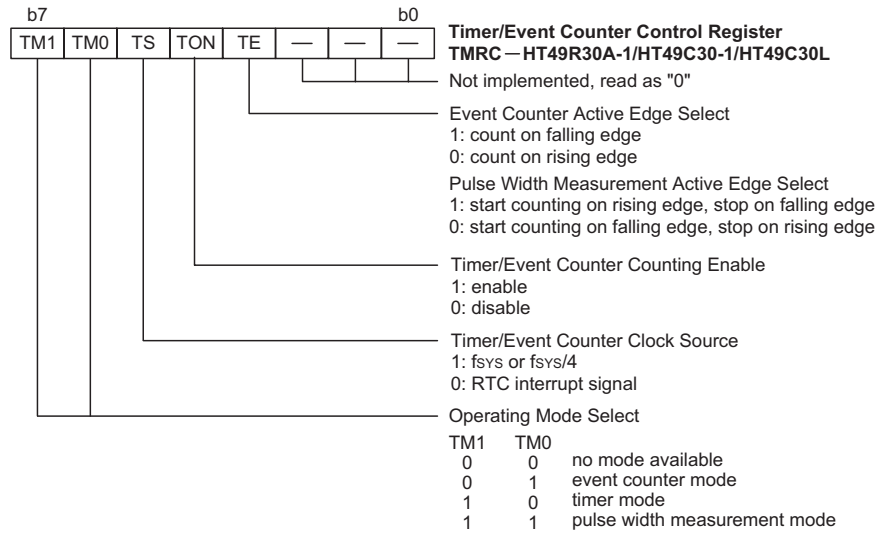 b7 b0
TM1 TM0 TS TON TE — — —
Timer/Event Counter Control Register
TMRC — HT49R30A-1/HT49C30-1/HT49C30L
Not implemented, read as "0"
Event Counter Active Edge Select
1: count on falling edge
0: count on rising edge
Pulse Width Measurement Active Edge Select
1: start counting on rising edge, stop on falling edge
0: start counting on falling edge, stop on rising edge
Timer/Event Counter Counting Enable
1: enable
0: disable
Timer/Event Counter Clock Source
1: fSYS or fSYS/4
0: RTC interrupt signal
Operating Mode Select
TM1 TM0
0 0 no mode available
0 1 event counter mode
1 0 timer mode
1 1 pulse width measurement mode